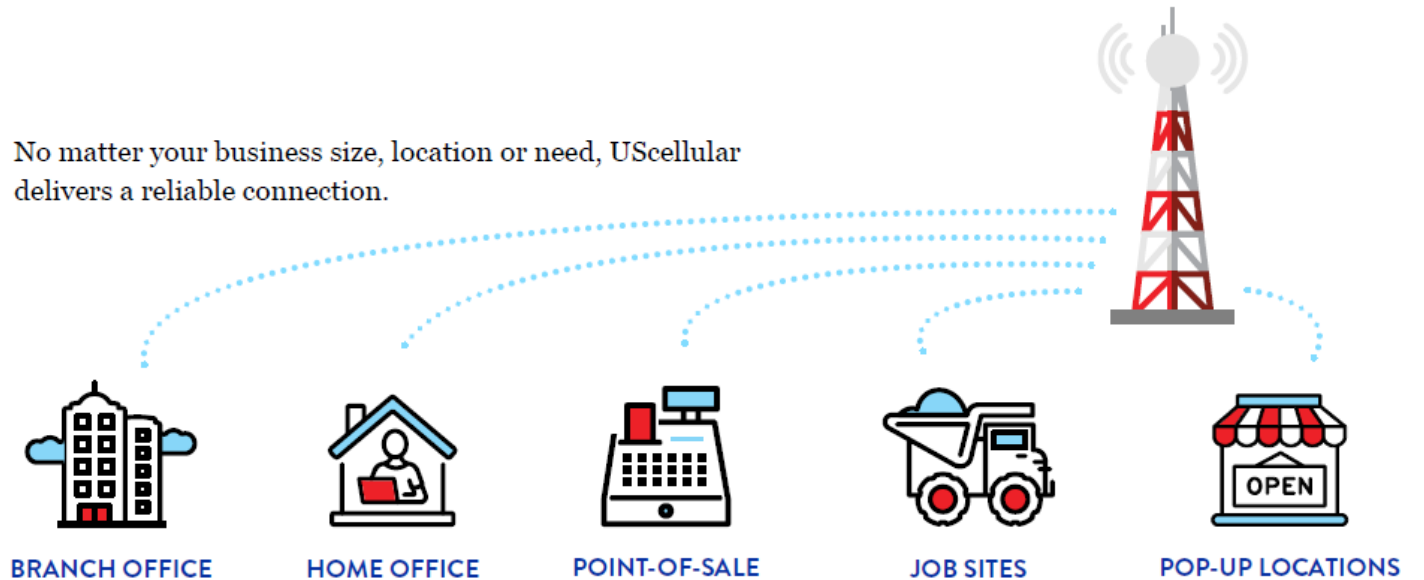 No matter your business size, location or need, UScellular
delivers a reliable connection.
OPEN
BRANCH OFFICE
HOME OFFICE
POINT-OF-SALE
JOB SITES
POP-UP LOCATIONS